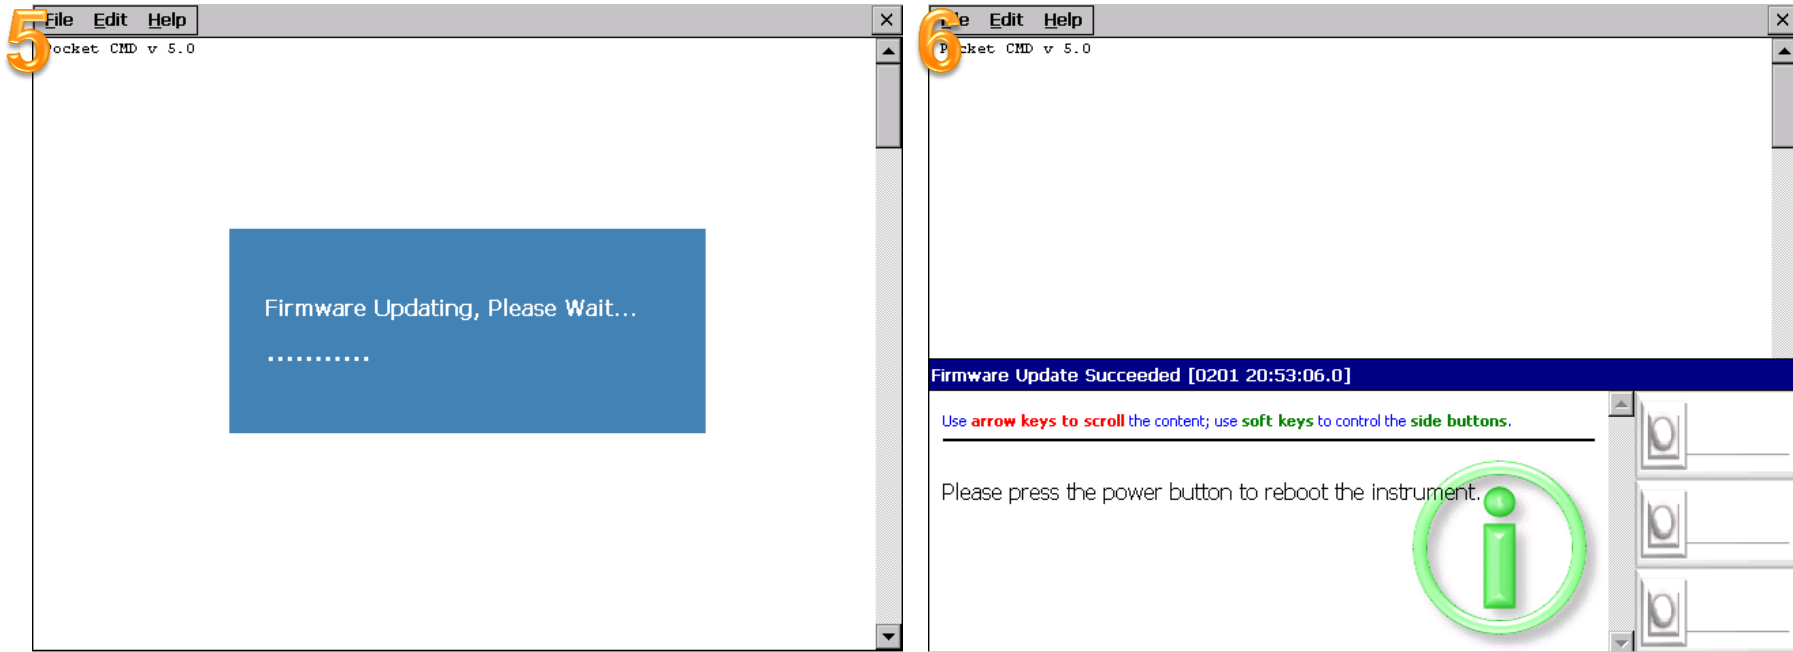 5
File Edit Help
Pocket CMD v 5.0
Firmware Updating, Please Wait...
...........
6
File Edit Help
Pocket CMD v 5.0
Firmware Update Succeeded [0201 20:53:06.0]
Use arrow keys to scroll the content; use soft keys to control the side buttons.
Please press the power button to reboot the instrument.